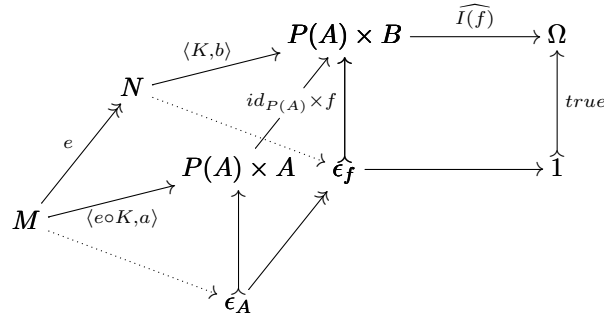 P(A) × B
\widehat{I(f)}
Ω
⟨K,b⟩
N
id_{P(A)}×f
true
e
P(A) × A
ϵ_f
1
M
⟨e∘K,a⟩
ϵ_A